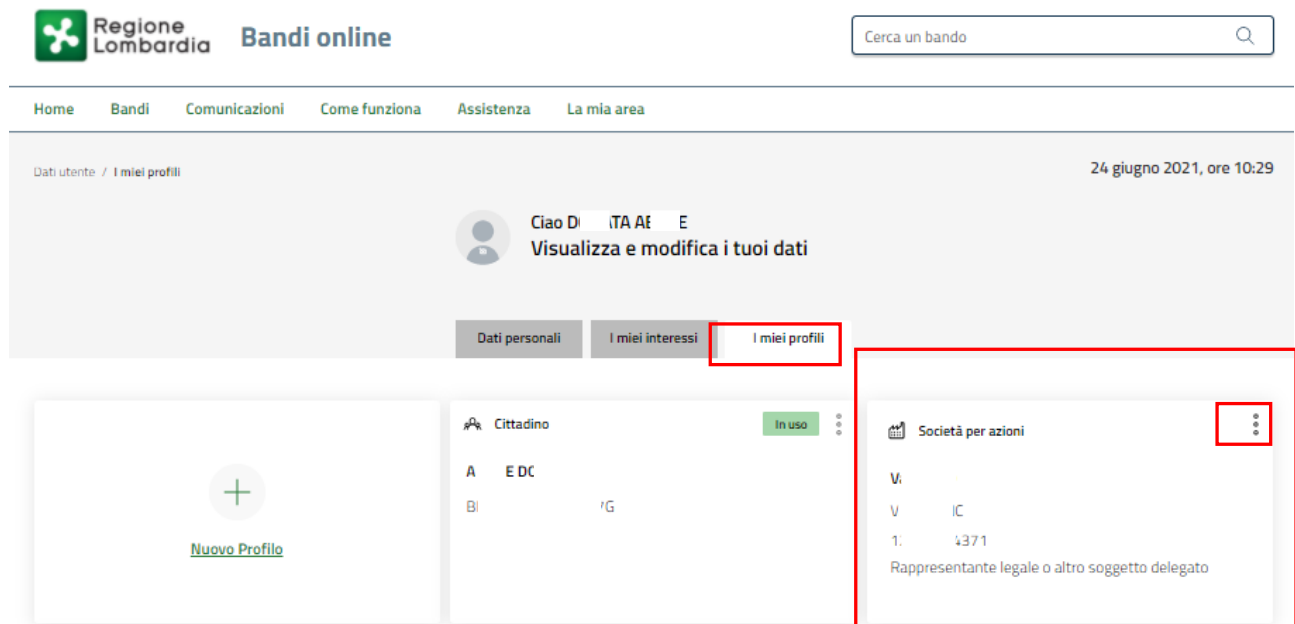 Regione
Lombardia
Bandi online
Cerca un bando
Home Bandi Comunicazioni Come funziona Assistenza La mia area
Dati utente / I miei profili
24 giugno 2021, ore 10:29
Ciao
Visualizza e modifica i tuoi dati
Dati personali I miei interessi I miei profili
Nuovo Profilo
Cittadino In uso
Società per azioni
4371
Rappresentante legale o altro soggetto delegato